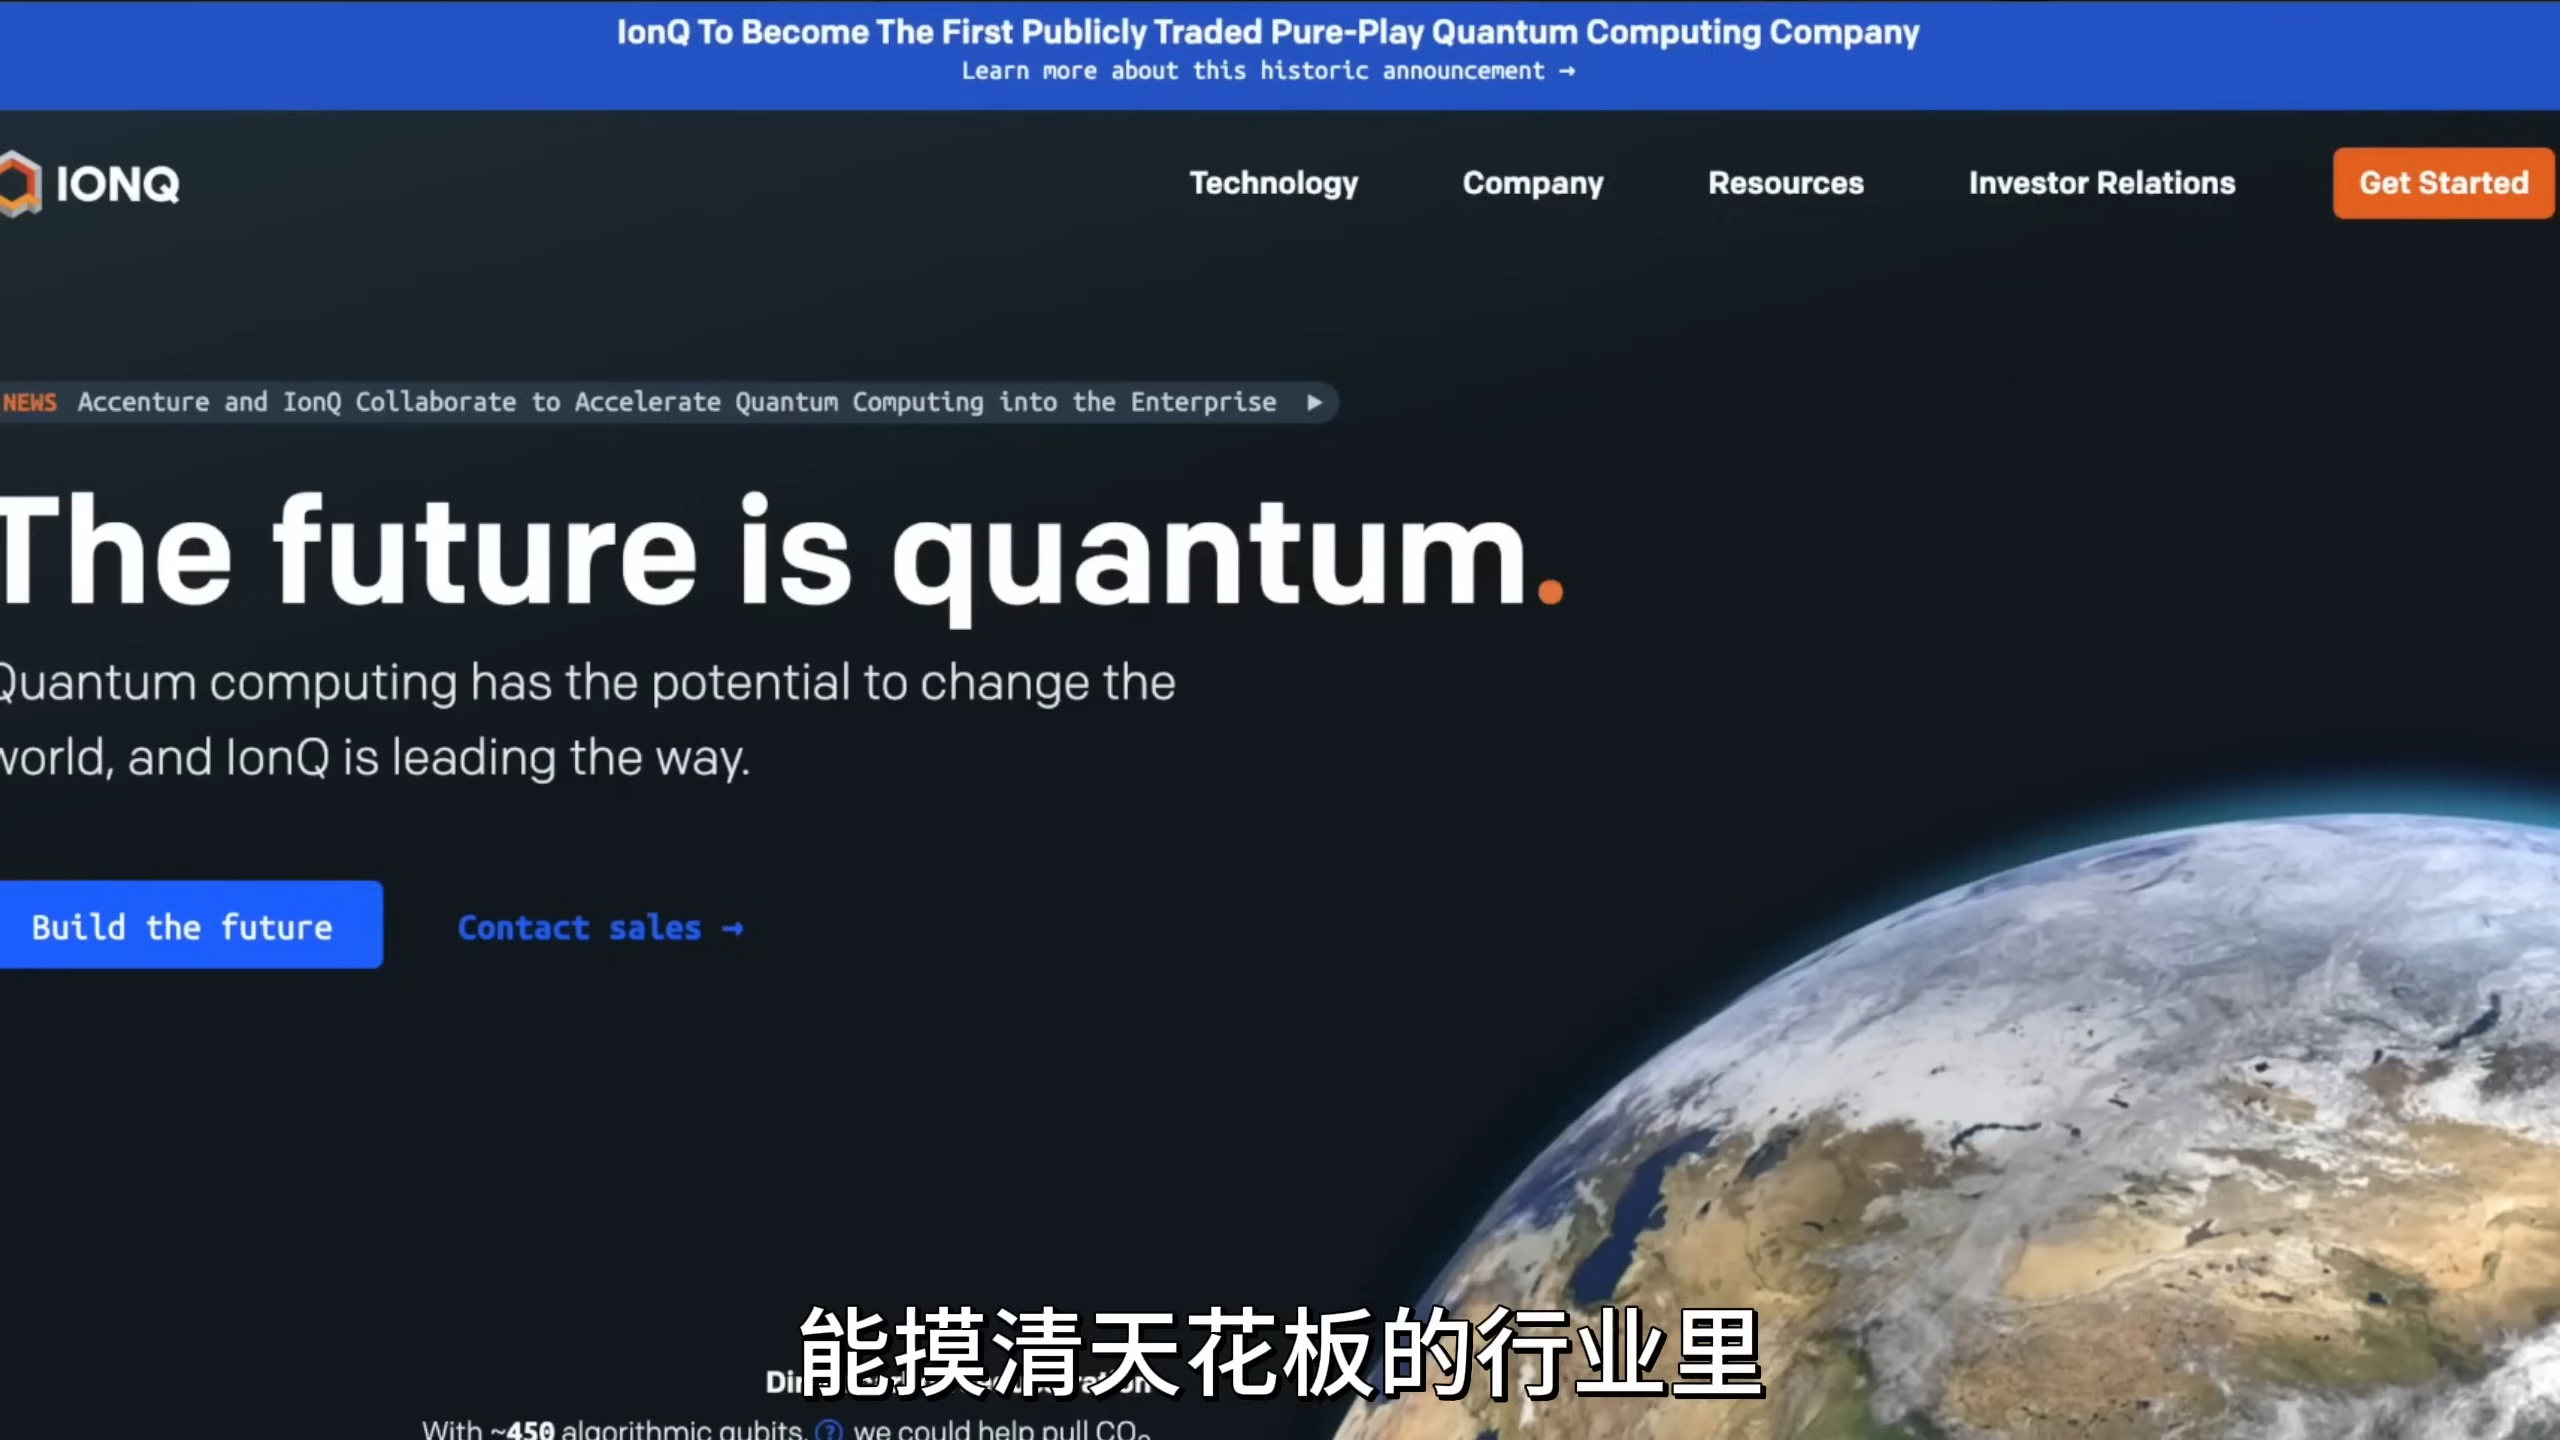 IonQ To Become The First Publicly Traded Pure-Play Quantum Computing Company
Learn more about this historic announcement →
IONQ
Technology
Company
Resources
Investor Relations
Get Started
NEWS Accenture and IonQ Collaborate to Accelerate Quantum Computing into the Enterprise ▶
The future is quantum.
Quantum computing has the potential to change the
world, and IonQ is leading the way.
Build the future
Contact sales →
能摸清天花板的行业里
With ~450 algorithmic qubits, ? we could help pull CO₂